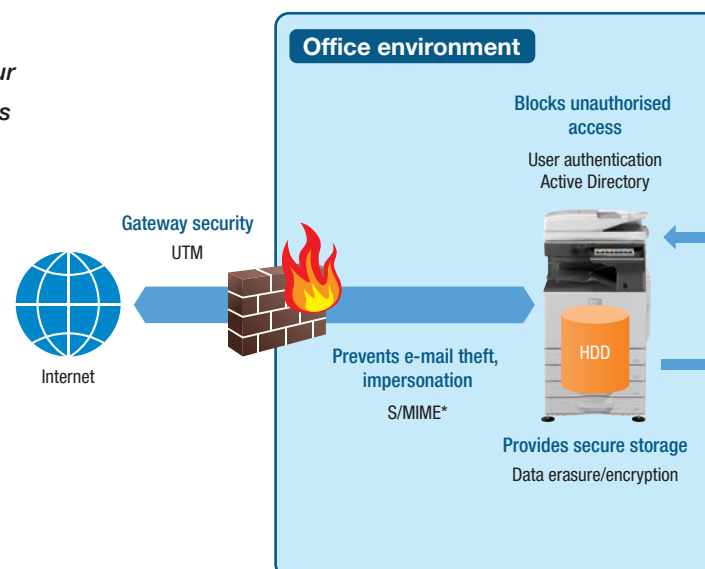 Office environment
Blocks unauthorised
access
User authentication
Active Directory
Gateway security
UTM
Internet
HDD
Prevents e-mail theft,
impersonation
S/MIME*
Provides secure storage
Data erasure/encryption